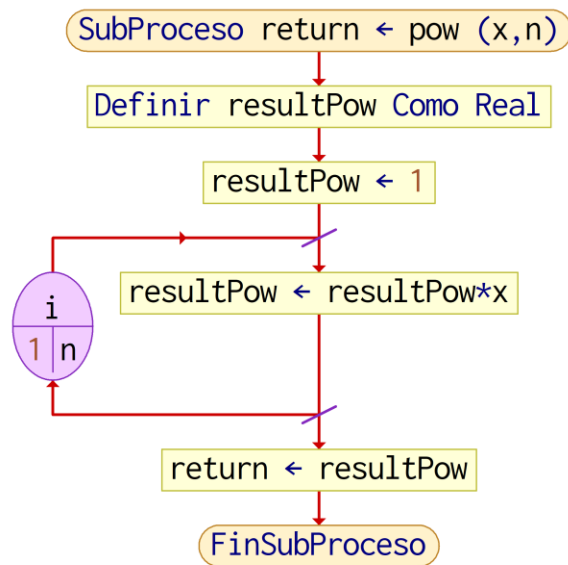 SubProceso return ← pow (x,n)
Definir resultPow Como Real
resultPow ← 1
resultPow ← resultPow*x
i
1 n
return ← resultPow
FinSubProceso